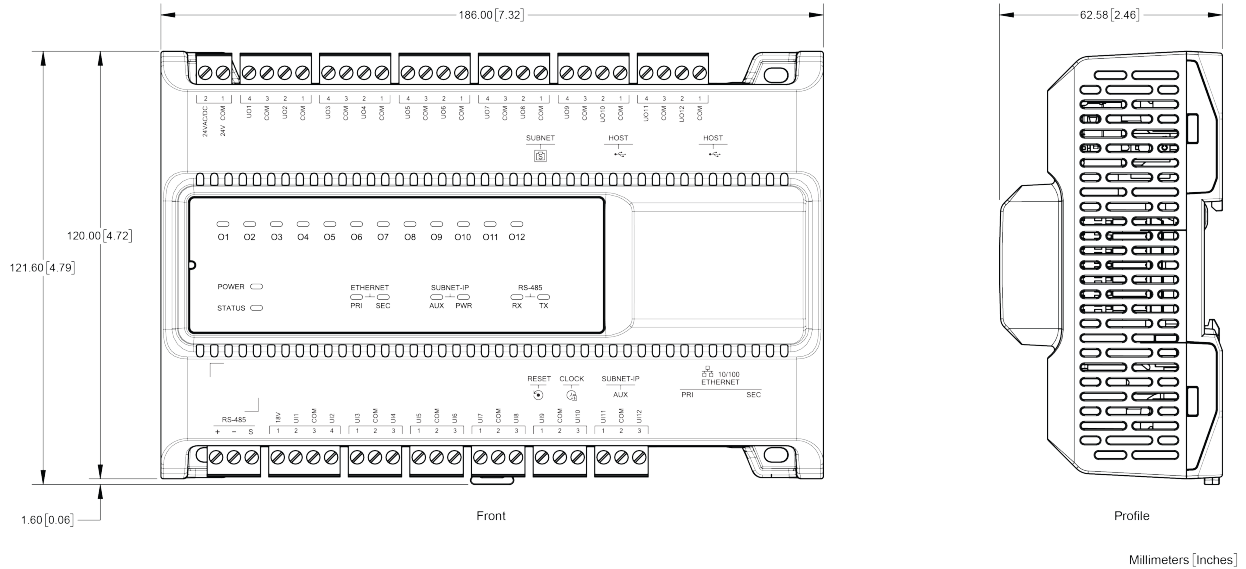 186.00[7.32]
62.58[2.46]
2 1 4 3 2 1 4 3 2 1 4 3 2 1 4 3 2 1 4 3 2 1 4 3 2 1
24VAC/DC 24V COM UO1 COM UO2 COM UO3 COM UO4 COM UO5 COM UO6 COM UO7 COM UO8 COM UO9 COM UO10 COM UO11 COM UO12 COM
SUBNET HOST HOST
S
O1 O2 O3 O4 O5 O6 O7 O8 O9 O10 O11 O12
120.00[4.72]
121.60[4.79]
POWER ETHERNET SUBNET-IP RS-485
PRI SEC AUX PWR RX TX
STATUS
10/100
RESET CLOCK SUBNET-IP ETHERNET
AUX PRI SEC
RS-485 18V UI1 COM UI2 UI3 COM UI4 UI5 COM UI6 UI7 COM UI8 UI9 COM UI10 UI11 COM UI12
+ − S 1 2 3 4 1 2 3 1 2 3 1 2 3 1 2 3 1 2 3
1.60[0.06]
Front
Profile
Millimeters [Inches]